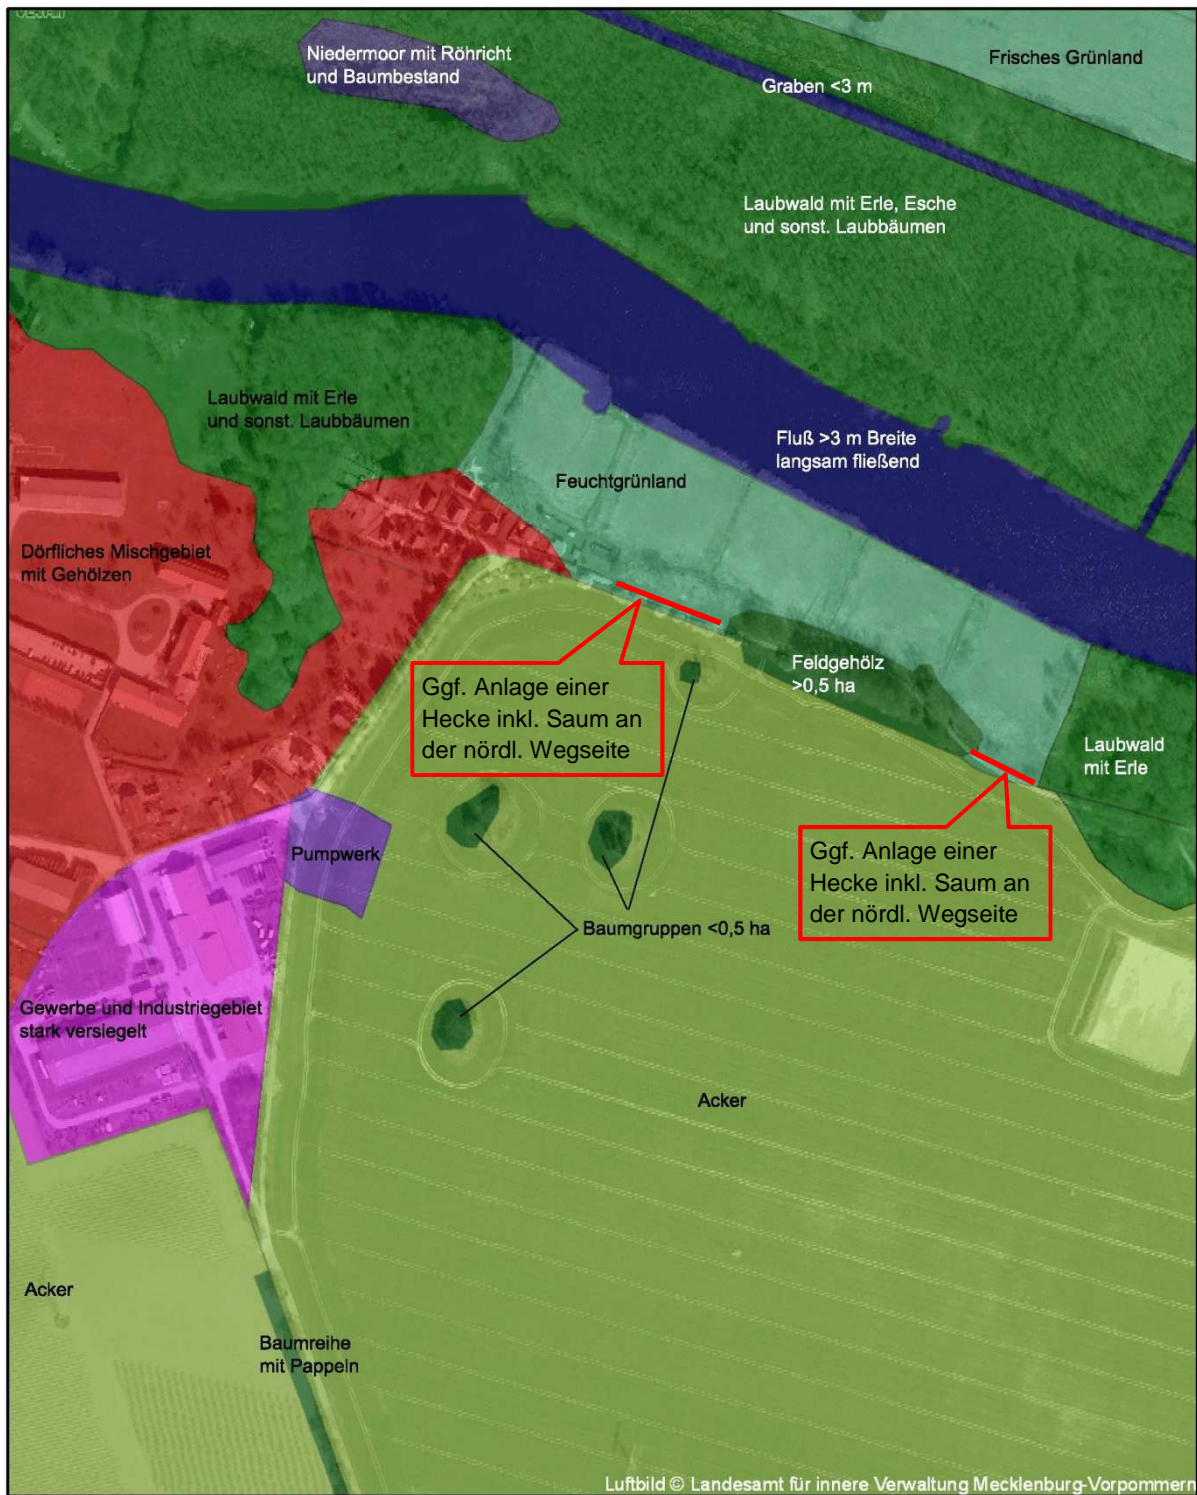 Niedermoor mit Röhricht
und Baumbestand
Frisches Grünland
Graben <3 m
Laubwald mit Erle, Esche
und sonst. Laubbäumen
Laubwald mit Erle
und sonst. Laubbäumen
Fluß >3 m Breite
langsam fließend
Feuchtgrünland
Dörfliches Mischgebiet
mit Gehölzen
Feldgehölz
>0,5 ha
Ggf. Anlage einer
Hecke inkl. Saum an
der nördl. Wegseite
Laubwald
mit Erle
Pumpwerk
Ggf. Anlage einer
Hecke inkl. Saum an
der nördl. Wegseite
Baumgruppen <0,5 ha
Gewerbe und Industriegebiet
stark versiegelt
Acker
Acker
Baumreihe
mit Pappeln
Luftbild © Landesamt für innere Verwaltung Mecklenburg-Vorpommern